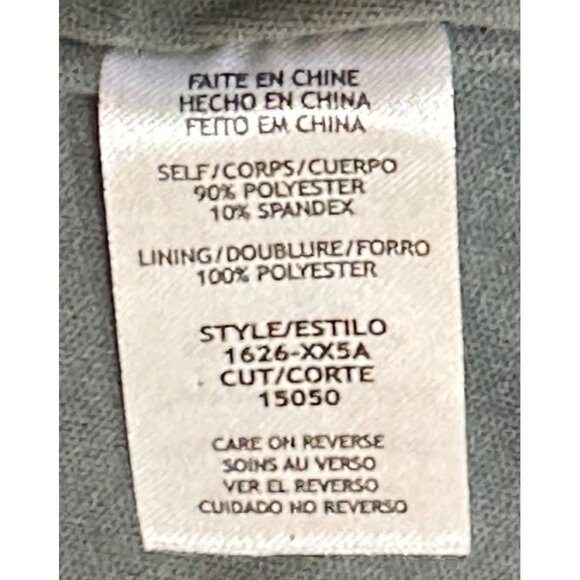 FAITE EN CHINE
HECHO EN CHINA
FEITO EM CHINA
SELF/CORPS/CUERPO
90% POLYESTER
10% SPANDEX
LINING/DOUBLURE/FORRO
100% POLYESTER
STYLE/ESTILO
1626-XX5A
CUT/CORTE
15050
CARE ON REVERSE
SOINS AU VERSO
VER EL REVERSO
CUIDADO NO REVERSO